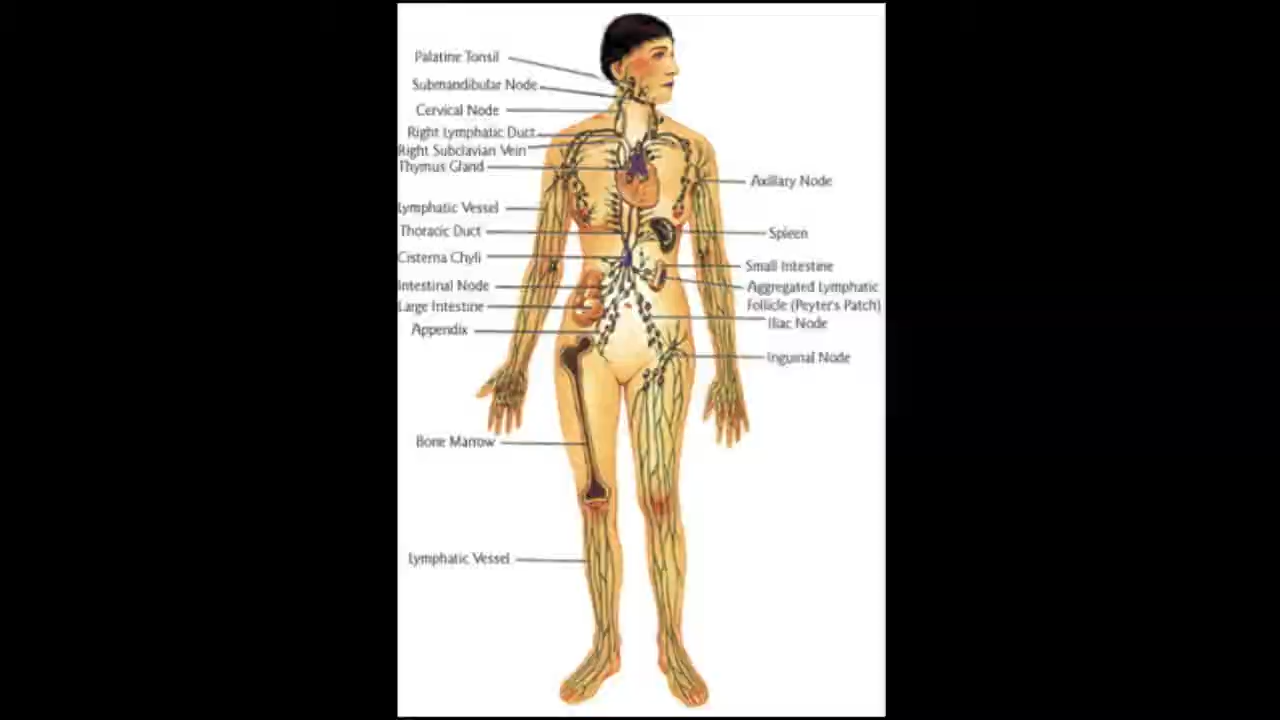 Palatine Tonsil
Submandibular Node
Cervical Node
Right Lymphatic Duct
Right Subclavian Vein
Thymus Gland
Lymphatic Vessel
Thoracic Duct
Cisterna Chyli
Intestinal Node
Large Intestine
Appendix
Bone Marrow
Lymphatic Vessel
Axillary Node
Spleen
Small Intestine
Aggregated Lymphatic
Follicle (Peyter's Patch)
Iliac Node
Inguinal Node